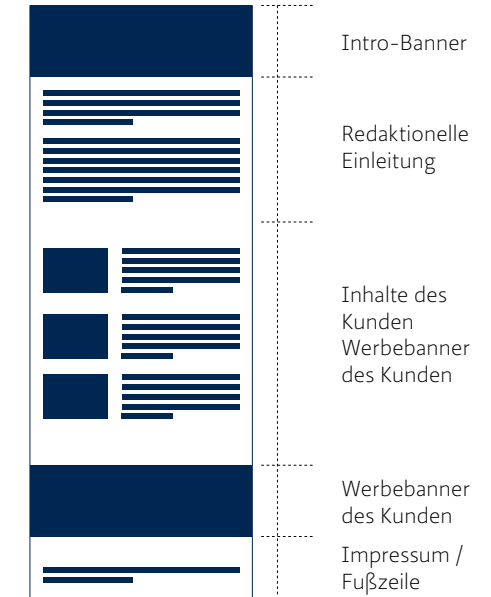 Intro-Banner
Redaktionelle
Einleitung
Inhalte des
Kunden
Werbebanner
des Kunden
Werbebanner
des Kunden
Impressum /
Fußzeile